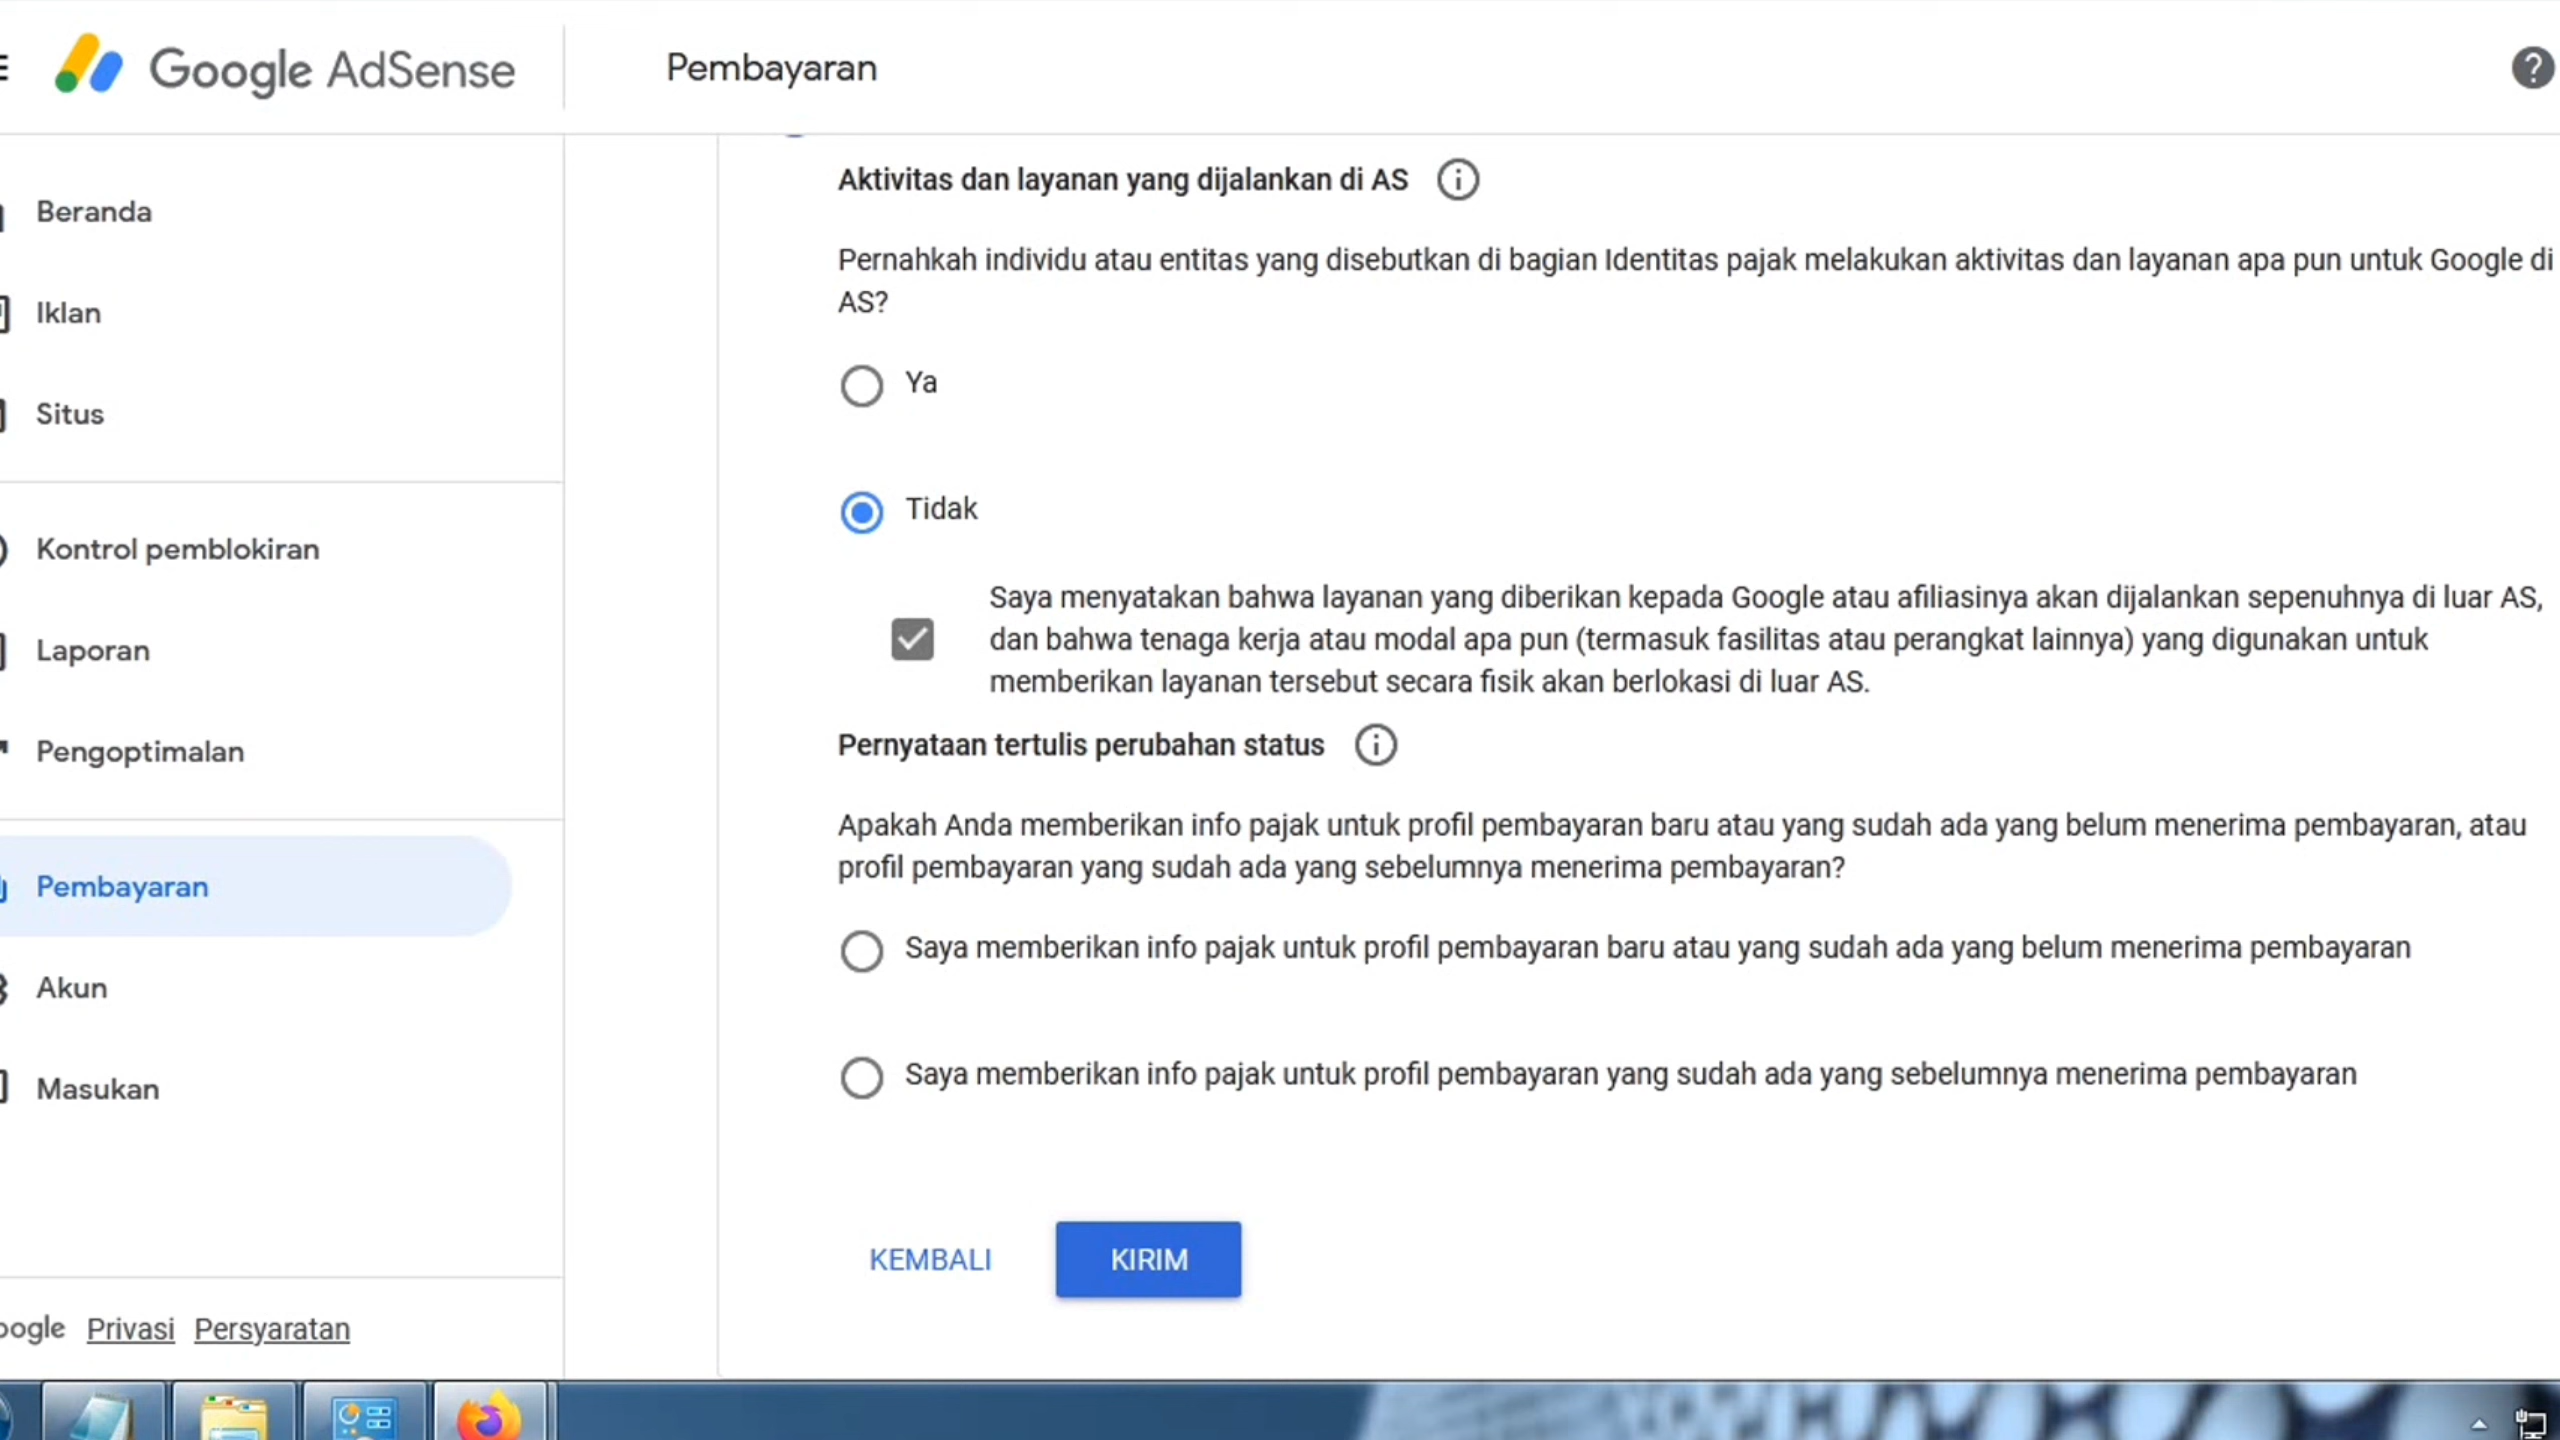 Google AdSense
Pembayaran
Beranda
Iklan
Situs
Kontrol pemblokiran
Laporan
Pengoptimalan
Pembayaran
Akun
Masukan
Privasi Persyaratan
Aktivitas dan layanan yang dijalankan di AS
Pernahkah individu atau entitas yang disebutkan di bagian Identitas pajak melakukan aktivitas dan layanan apa pun untuk Google di
AS?
Ya
Tidak
Saya menyatakan bahwa layanan yang diberikan kepada Google atau afiliasinya akan dijalankan sepenuhnya di luar AS,
dan bahwa tenaga kerja atau modal apa pun (termasuk fasilitas atau perangkat lainnya) yang digunakan untuk
memberikan layanan tersebut secara fisik akan berlokasi di luar AS.
Pernyataan tertulis perubahan status
Apakah Anda memberikan info pajak untuk profil pembayaran baru atau yang sudah ada yang belum menerima pembayaran, atau
profil pembayaran yang sudah ada yang sebelumnya menerima pembayaran?
Saya memberikan info pajak untuk profil pembayaran baru atau yang sudah ada yang belum menerima pembayaran
Saya memberikan info pajak untuk profil pembayaran yang sudah ada yang sebelumnya menerima pembayaran
KEMBALI KIRIM